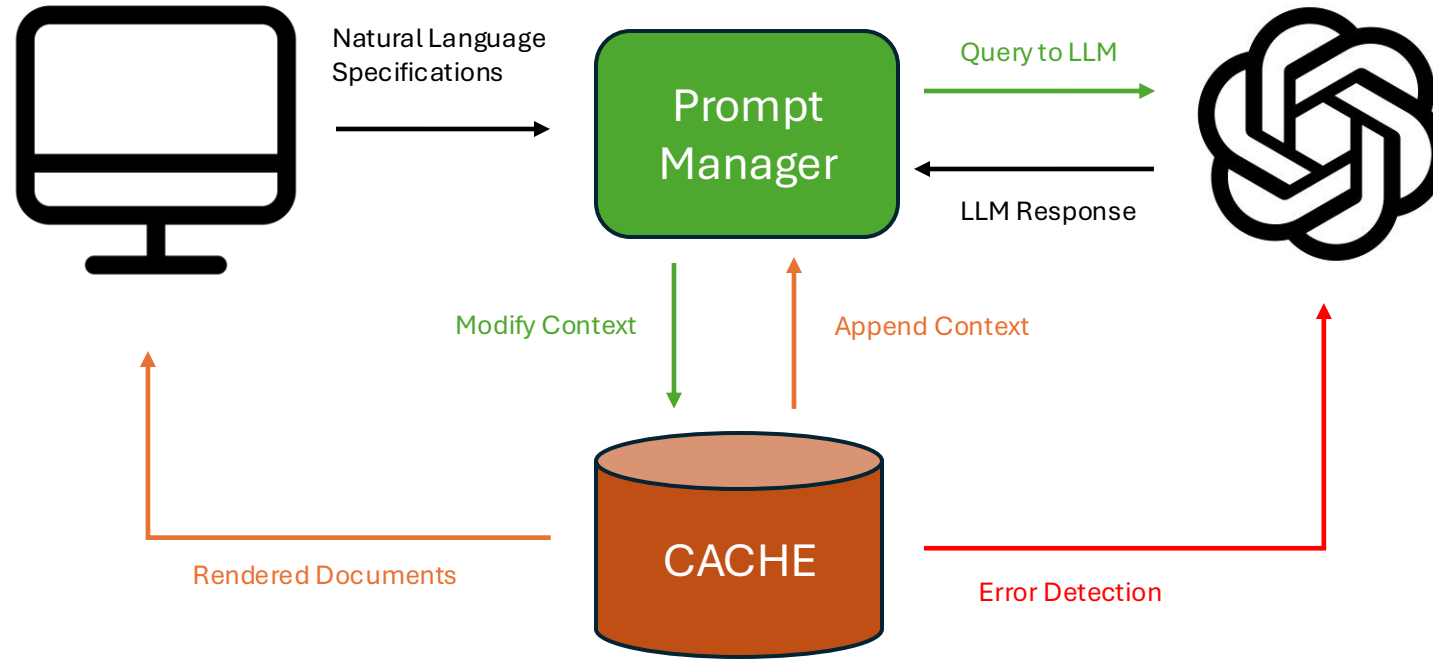 Natural Language
Specifications
Prompt
Manager
Query to LLM
LLM Response
Modify Context
Append Context
CACHE
Rendered Documents
Error Detection